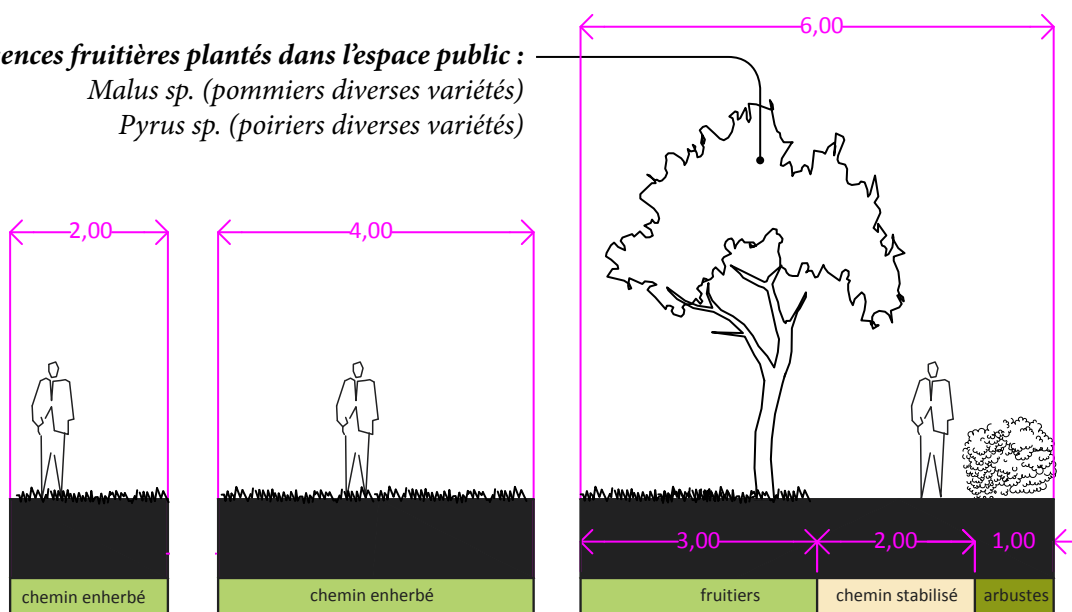 fruitières plantés dans l'espace public :
Malus sp. (pommiers diverses variétés)
Pyrus sp. (poiriers diverses variétés)
6,00
2,00
4,00
3,00
2,00
1,00
chemin enherbé
chemin enherbé
fruitiers
chemin stabilisé
arbustes